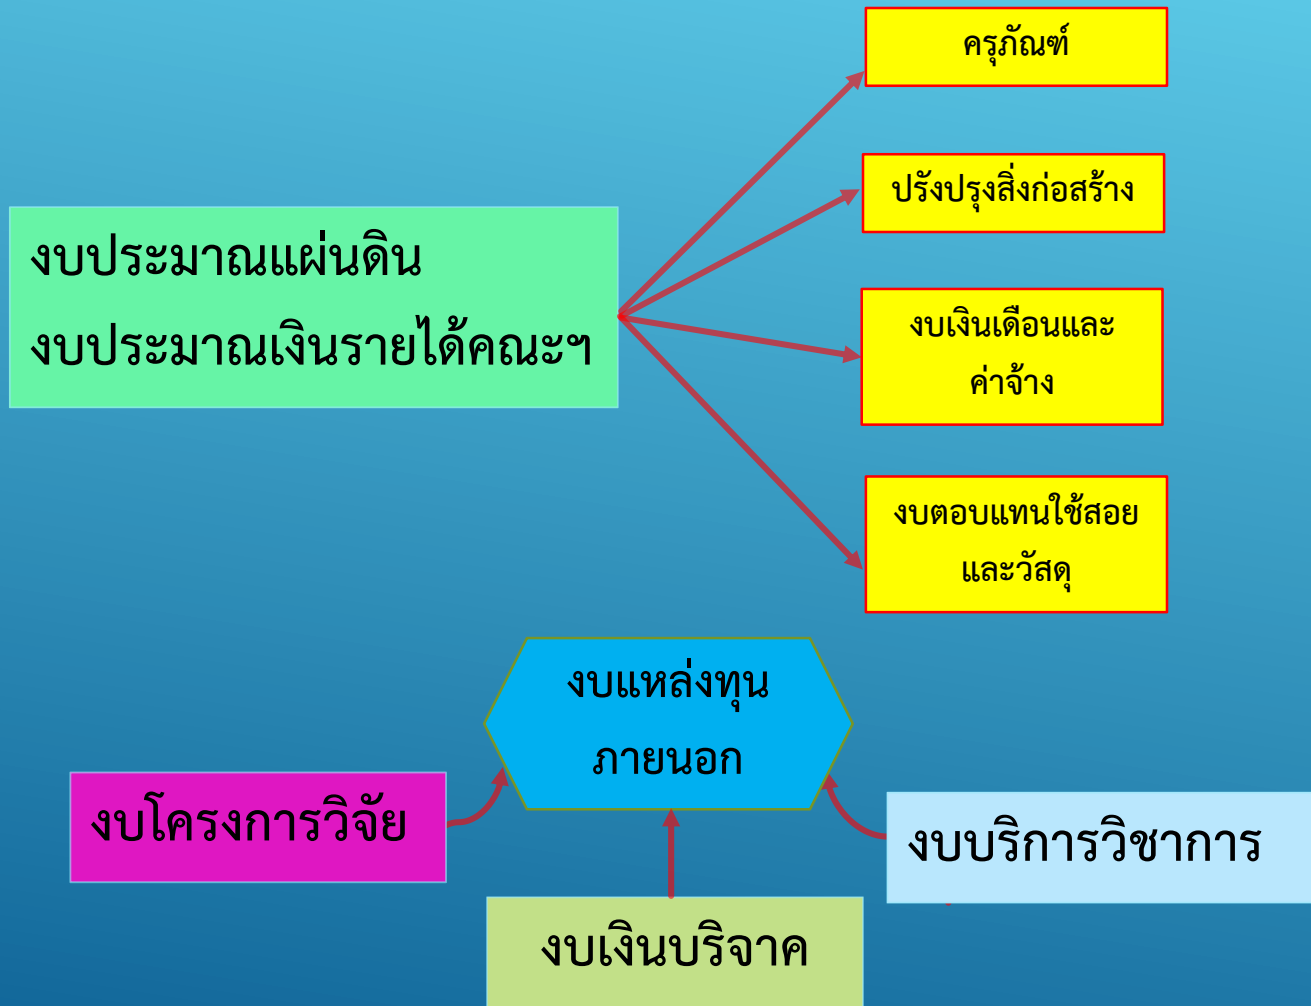 ครุภัณฑ์
ปรังปรุงสิ่งก่อสร้าง
งบประมาณแผ่นดิน
งบประมาณเงินรายได้คณะฯ
งบเงินเดือนและ
ค่าจ้าง
งบตอบแทนใช้สอย
และวัสดุ
งบแหล่งทุน
ภายนอก
งบโครงการวิจัย
งบบริการวิชาการ
งบเงินบริจาค